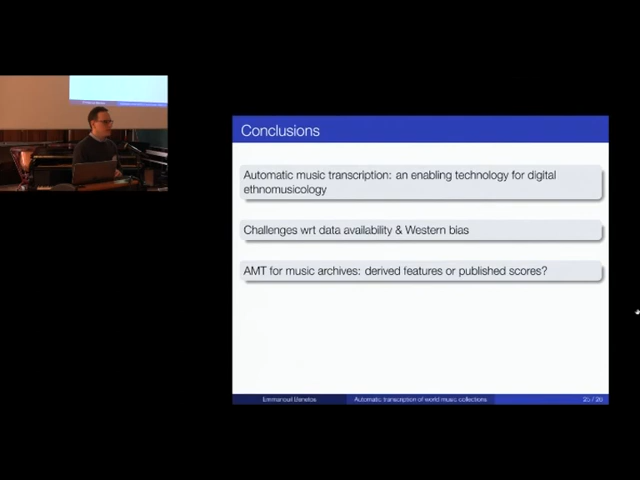 Conclusions
Automatic music transcription: an enabling technology for digital
ethnomusicology
Challenges wrt data availability & Western bias
AMT for music archives: derived features or published scores?
Emmanouil Benetos
Automatic transcription of world music collections
25 / 26